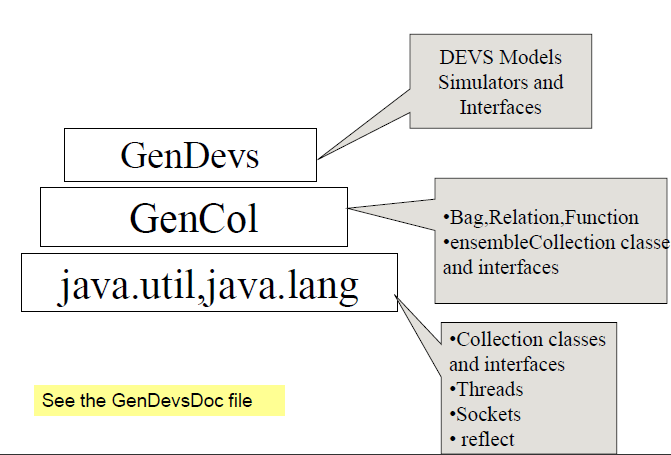 DEVS Models
Simulators and
Interfaces
GenDevs
GenCol
•Bag,Relation,Function
•ensembleCollection classe
and interfaces
java.util,java.lang
•Collection classes
and interfaces
•Threads
•Sockets
• reflect
See the GenDevsDoc file